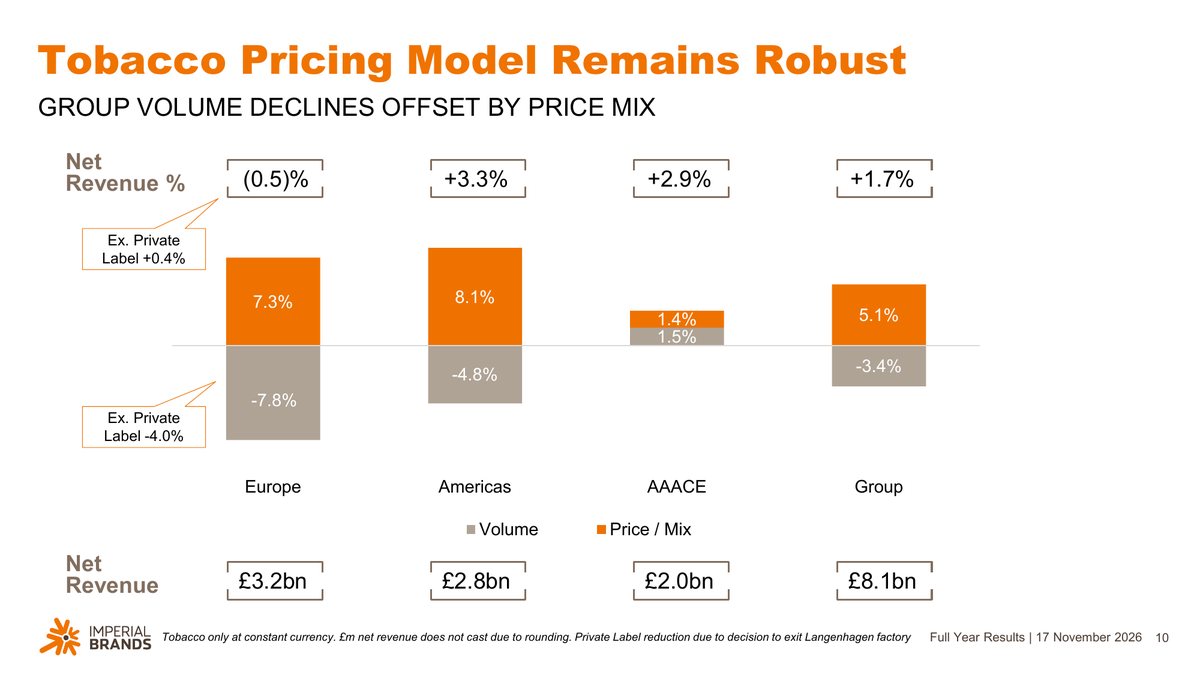 Tobacco Pricing Model Remains Robust
GROUP VOLUME DECLINES OFFSET BY PRICE MIX
Net
Revenue %
(0.5)%
+3.3%
+2.9%
+1.7%
Ex. Private
Label +0.4%
7.3%
8.1%
1.4%
1.5%
5.1%
-7.8%
-4.8%
-3.4%
Ex. Private
Label -4.0%
Europe
Americas
AAACE
Group
Volume
Price / Mix
Net
Revenue
£3.2bn
£2.8bn
£2.0bn
£8.1bn
IMPERIAL
BRANDS
Tobacco only at constant currency. £m net revenue does not cast due to rounding. Private Label reduction due to decision to exit Langenhagen factory
Full Year Results | 17 November 2026
10